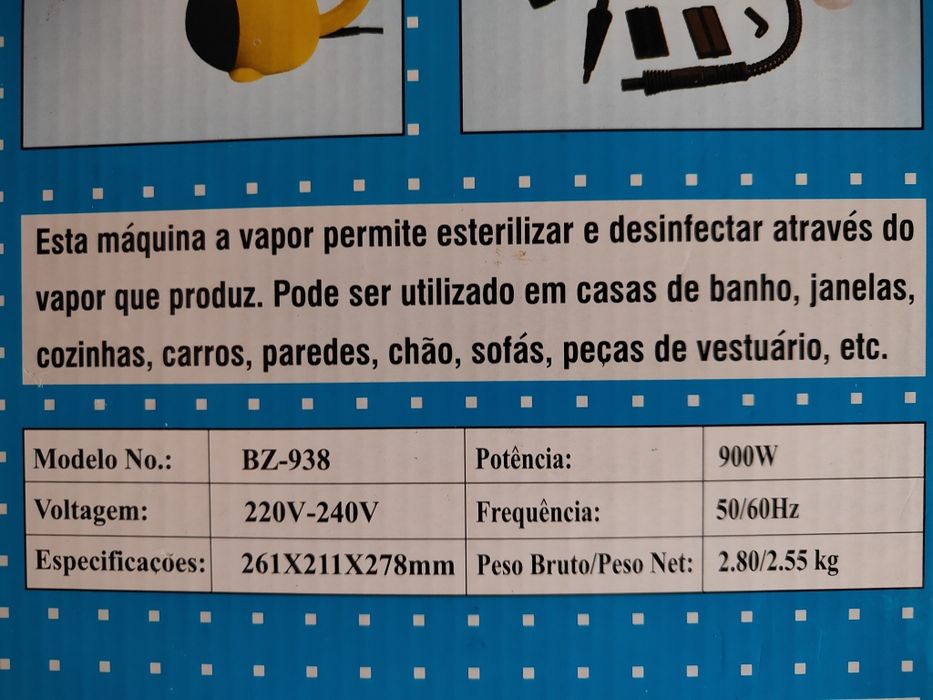 Esta máquina a vapor permite esterilizar e desinfectar através do
vapor que produz. Pode ser utilizado em casas de banho, janelas,
cozinhas, carros, paredes, chão, sofás, peças de vestuário, etc.
Modelo No.: BZ-938 Potência: 900W
Voltagem: 220V-240V Frequência: 50/60Hz
Especificações: 261X211X278mm Peso Bruto/Peso Net: 2.80/2.55 kg